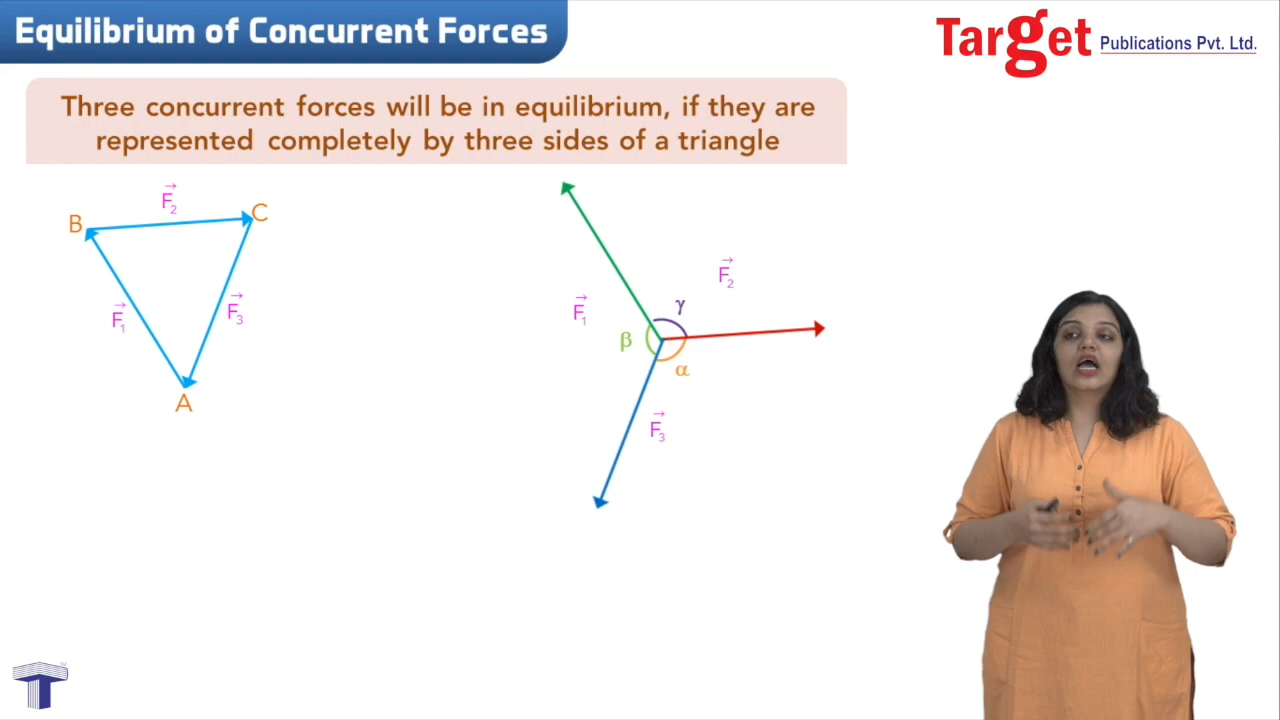 Equilibrium of Concurrent Forces
Target Publications Pvt. Ltd.
Three concurrent forces will be in equilibrium, if they are
represented completely by three sides of a triangle
F₂
B
C
F₁
F₃
A
F₂
γ
F₁
β
α
F₃
T